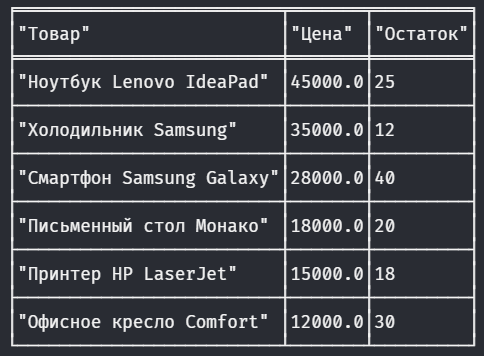 "Товар" "Цена" "Остаток"
"Ноутбук Lenovo IdeaPad" 45000.0 25
"Холодильник Samsung" 35000.0 12
"Смартфон Samsung Galaxy" 28000.0 40
"Письменный стол Монако" 18000.0 20
"Принтер HP LaserJet" 15000.0 18
"Офисное кресло Comfort" 12000.0 30